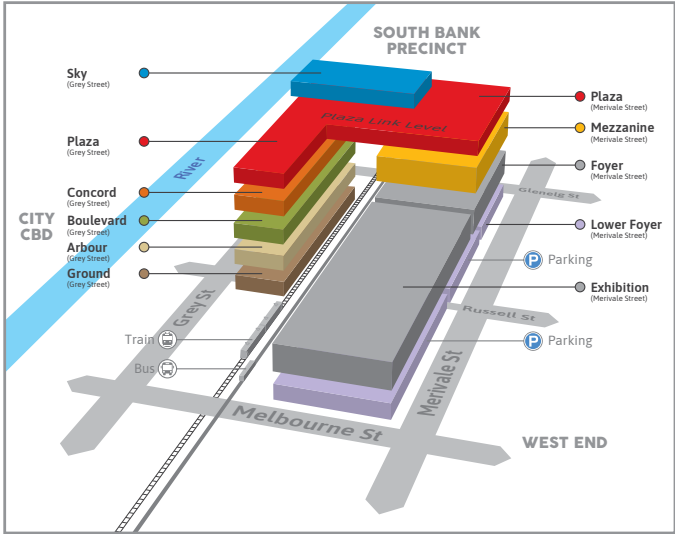 SOUTH BANK
PRECINCT
Sky
(Grey Street)
Plaza
(Merivale Street)
Plaza Link Level
Mezzanine
(Merivale Street)
Plaza
(Grey Street)
River
Foyer
(Merivale Street)
Concord
(Grey Street)
Glenelg St
CITY
CBD
Boulevard
(Grey Street)
Lower Foyer
(Merivale Street)
Arbour
(Grey Street)
P Parking
Ground
(Grey Street)
Exhibition
(Merivale Street)
Grey St
Russell St
Train
P Parking
Bus
Merivale St
Melbourne St
WEST END